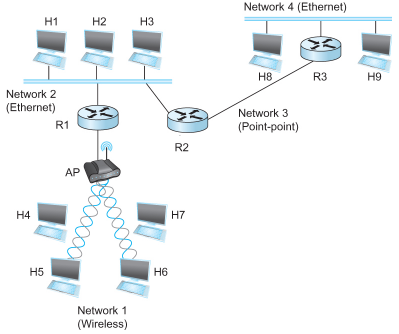 Network 4 (Ethernet)
H1
H2
H3
H8
R3
H9
Network 2
(Ethernet)
R1
R2
Network 3
(Point-point)
AP
H4
H7
H5
H6
Network 1
(Wireless)